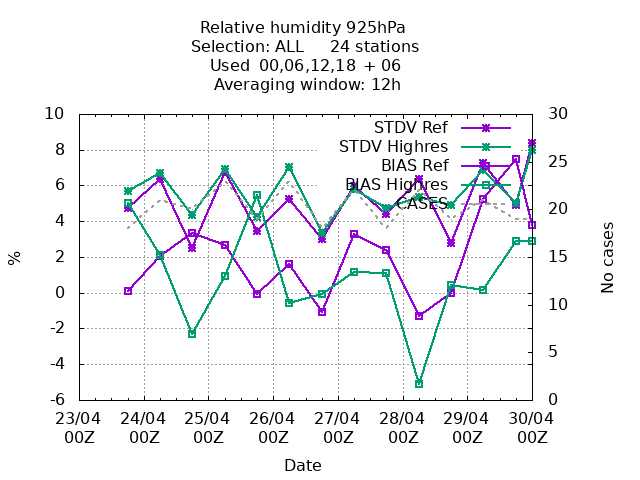 Relative humidity 925hPa
Selection: ALL 24 stations
Used 00,06,12,18 + 06
Averaging window: 12h
10
8
6
4
2
0
-2
-4
-6
%
30
25
20
15
10
5
0
No cases
STDV Ref
STDV Highres
BIAS Ref
BIAS Highres
CASES
23/04 24/04 25/04 26/04 27/04 28/04 29/04 30/04
00Z 00Z 00Z 00Z 00Z 00Z 00Z 00Z
Date